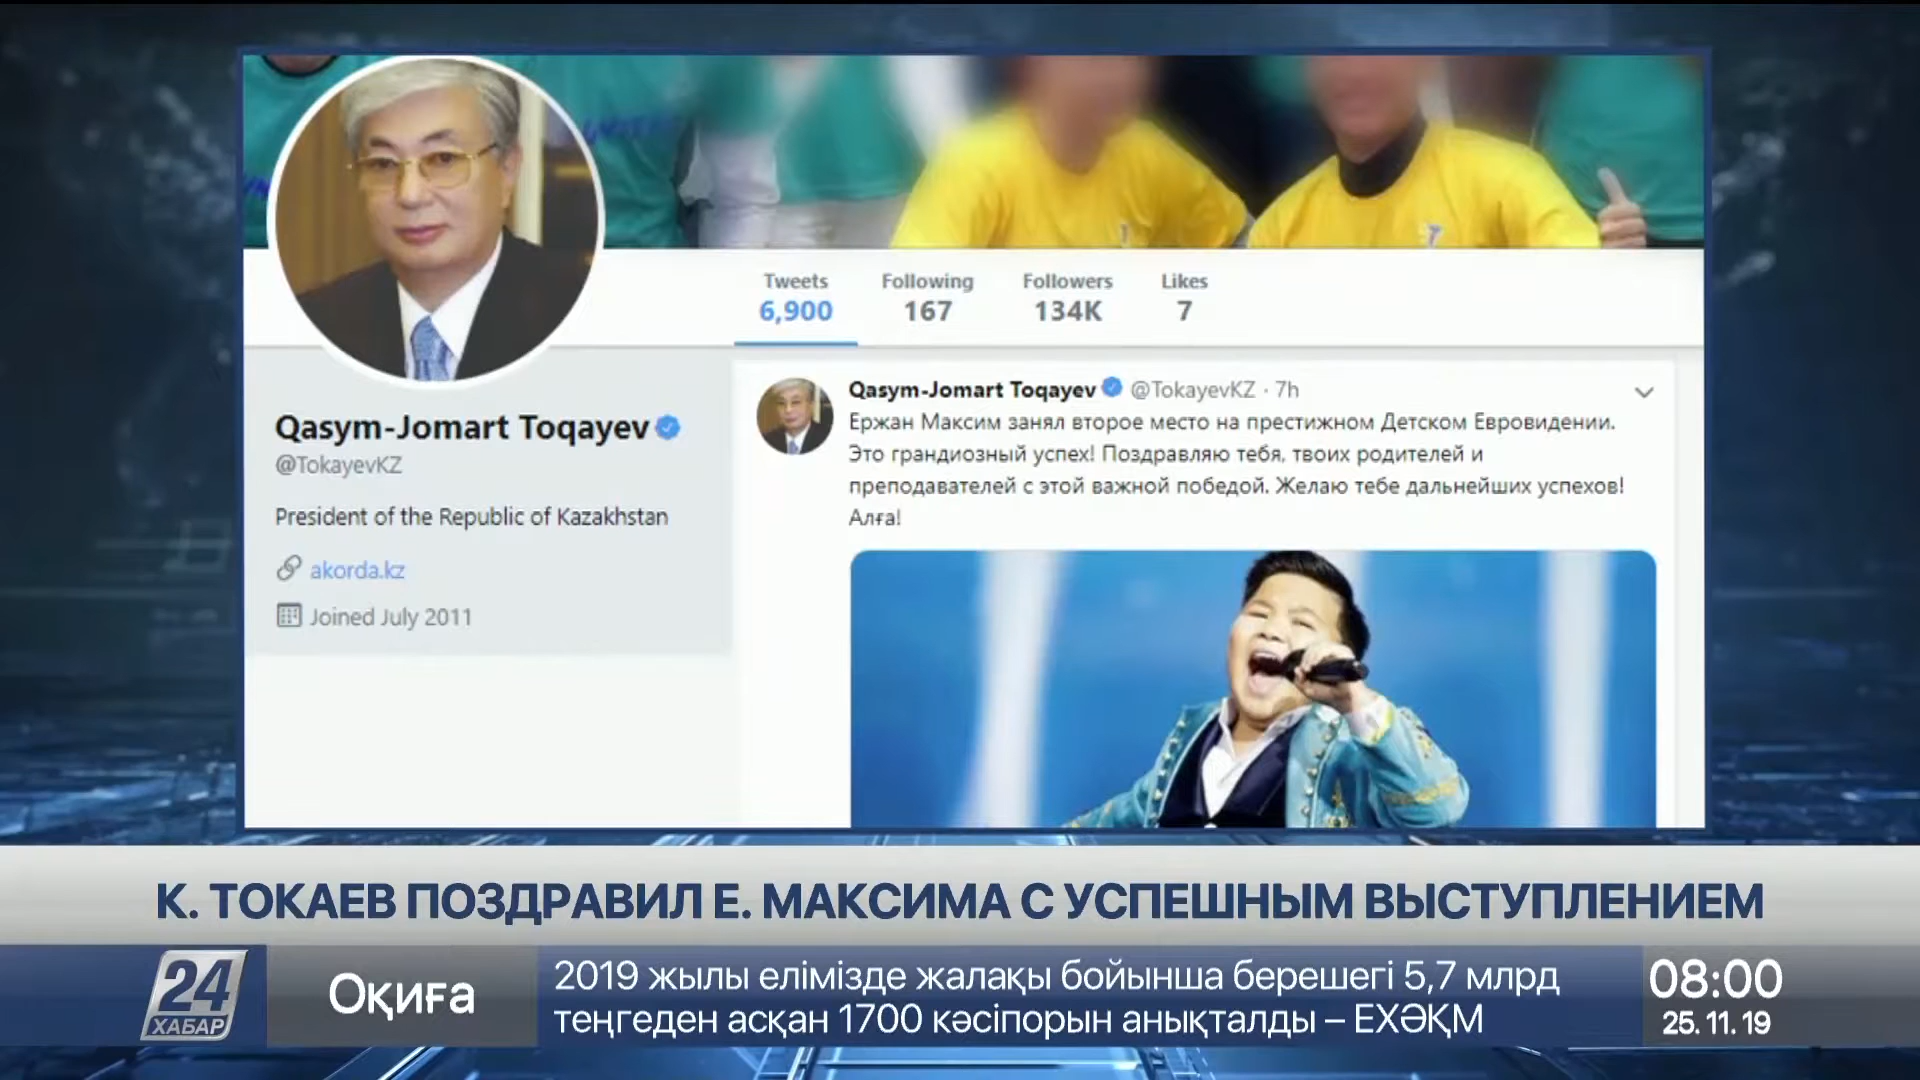 Tweets
6,900
Following
167
Followers
134K
Likes
7
Qasym-Jomart Toqayev
@TokayevKZ
President of the Republic of Kazakhstan
akorda.kz
Joined July 2011
Qasym-Jomart Toqayev @TokayevKZ · 7h
Ержан Максим занял второе место на престижном Детском Евровидении.
Это грандиозный успех! Поздравляю тебя, твоих родителей и
преподавателей с этой важной победой. Желаю тебе дальнейших успехов!
Алға!
К. ТОКАЕВ ПОЗДРАВИЛ Е. МАКСИМА С УСПЕШНЫМ ВЫСТУПЛЕНИЕМ
24
ХАБАР
Оқиға
2019 жылы елімізде жалақы бойынша берешегі 5,7 млрд
теңгеден асқан 1700 кәсіпорын анықталды – ЕХӘҚМ
08:00
25. 11. 19